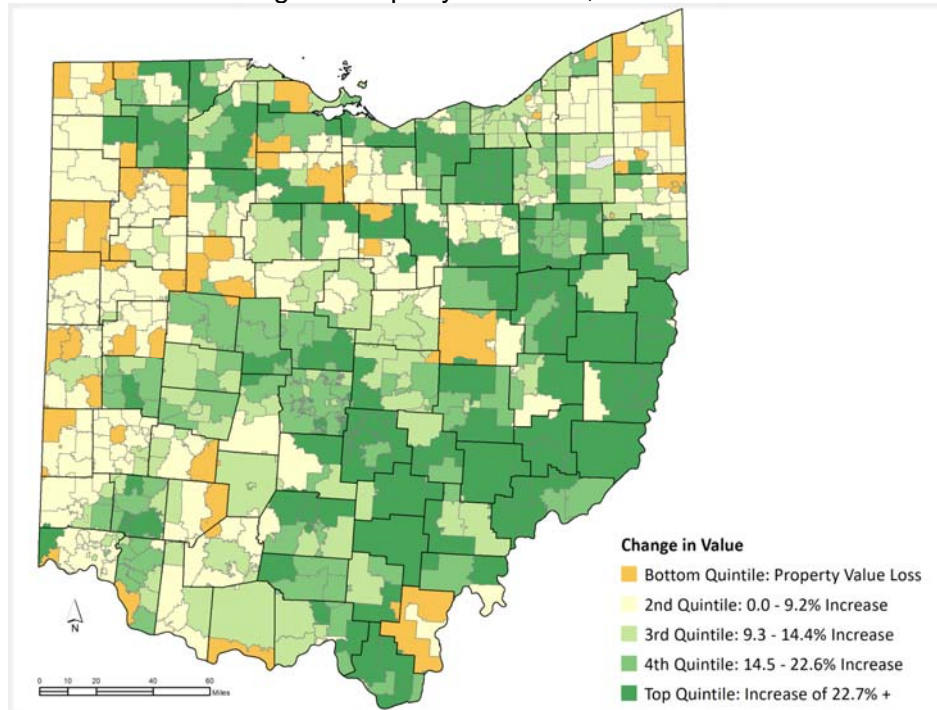 Change in Value
Bottom Quintile: Property Value Loss
2nd Quintile: 0.0 - 9.2% Increase
3rd Quintile: 9.3 - 14.4% Increase
4th Quintile: 14.5 - 22.6% Increase
Top Quintile: Increase of 22.7% +
N
0 10 20 40 60
Miles